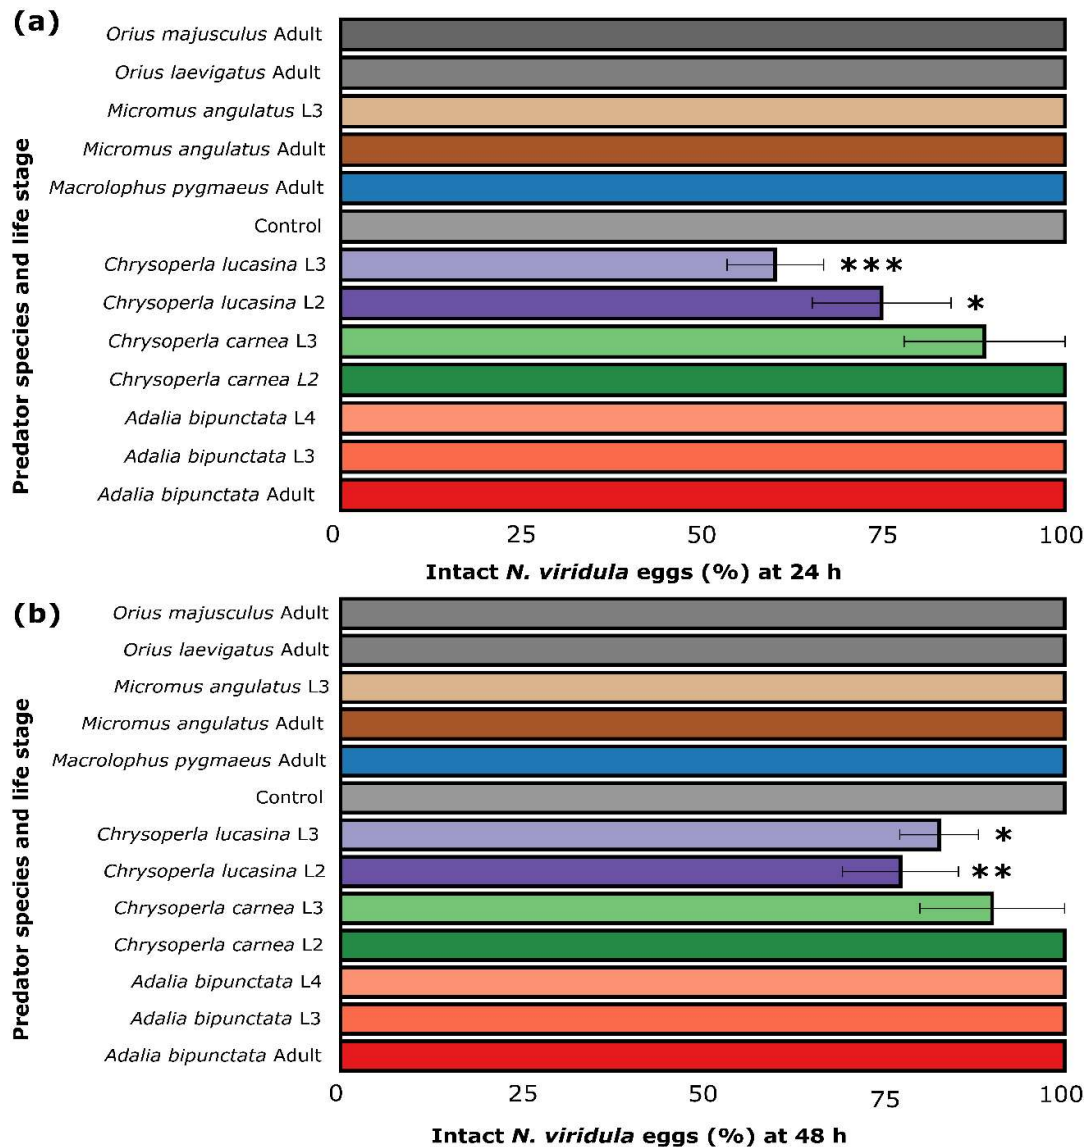 (a)
Predator species and life stage
Orius majusculus Adult
Orius laevigatus Adult
Micromus angulatus L3
Micromus angulatus Adult
Macrolophus pygmaeus Adult
Control
Chrysoperla lucasina L3
***
Chrysoperla lucasina L2
*
Chrysoperla carnea L3
Chrysoperla carnea L2
Adalia bipunctata L4
Adalia bipunctata L3
Adalia bipunctata Adult
0 25 50 75 100
Intact N. viridula eggs (%) at 24 h
(b)
Predator species and life stage
Orius majusculus Adult
Orius laevigatus Adult
Micromus angulatus L3
Micromus angulatus Adult
Macrolophus pygmaeus Adult
Control
Chrysoperla lucasina L3
*
Chrysoperla lucasina L2
**
Chrysoperla carnea L3
Chrysoperla carnea L2
Adalia bipunctata L4
Adalia bipunctata L3
Adalia bipunctata Adult
0 25 50 75 100
Intact N. viridula eggs (%) at 48 h